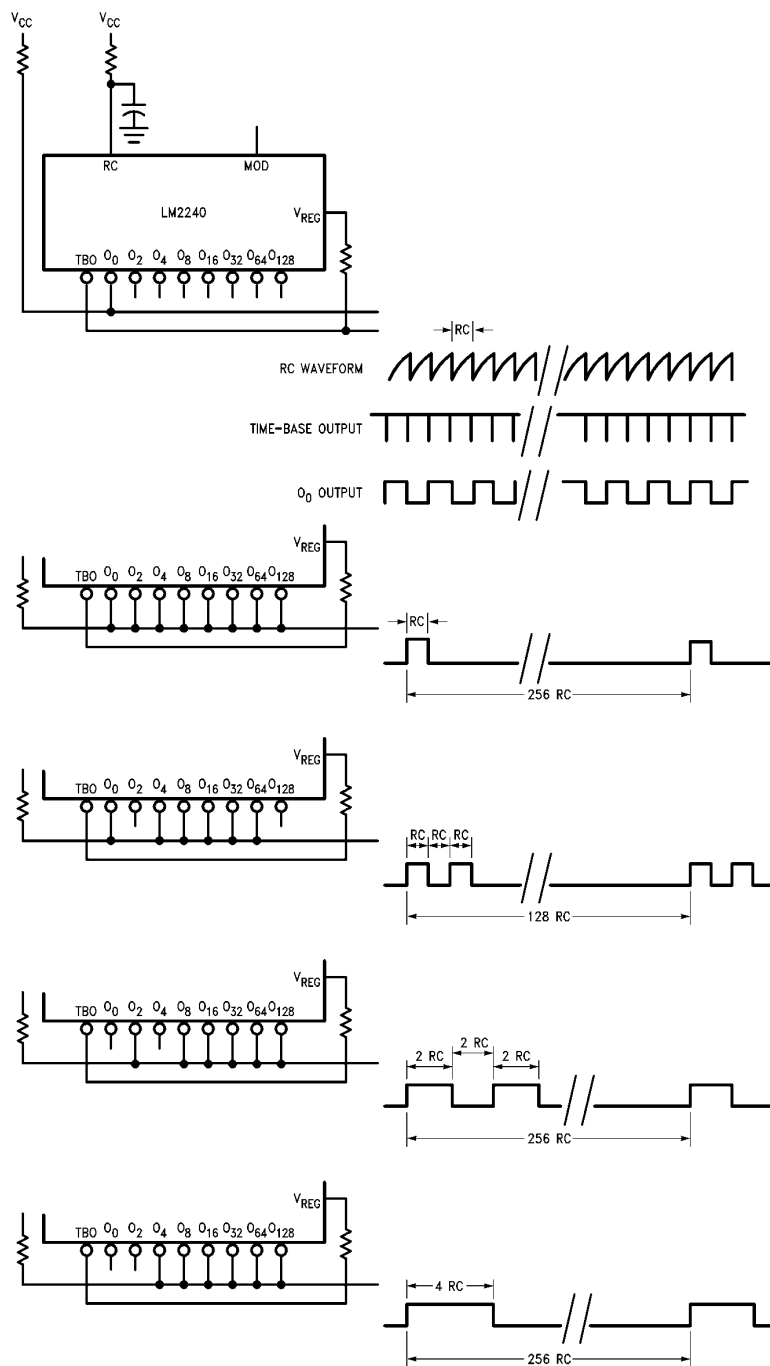 VCC VCC
RC MOD
LM2240
VREG
TBO O0 O2 O4 O8 O16 O32 O64 O128
RC
RC WAVEFORM
TIME-BASE OUTPUT
O0 OUTPUT
VREG
TBO O0 O2 O4 O8 O16 O32 O64 O128
RC
256 RC
VREG
TBO O0 O2 O4 O8 O16 O32 O64 O128
RC RC RC
128 RC
VREG
TBO O0 O2 O4 O8 O16 O32 O64 O128
2 RC
2 RC 2 RC
256 RC
VREG
TBO O0 O2 O4 O8 O16 O32 O64 O128
4 RC
256 RC